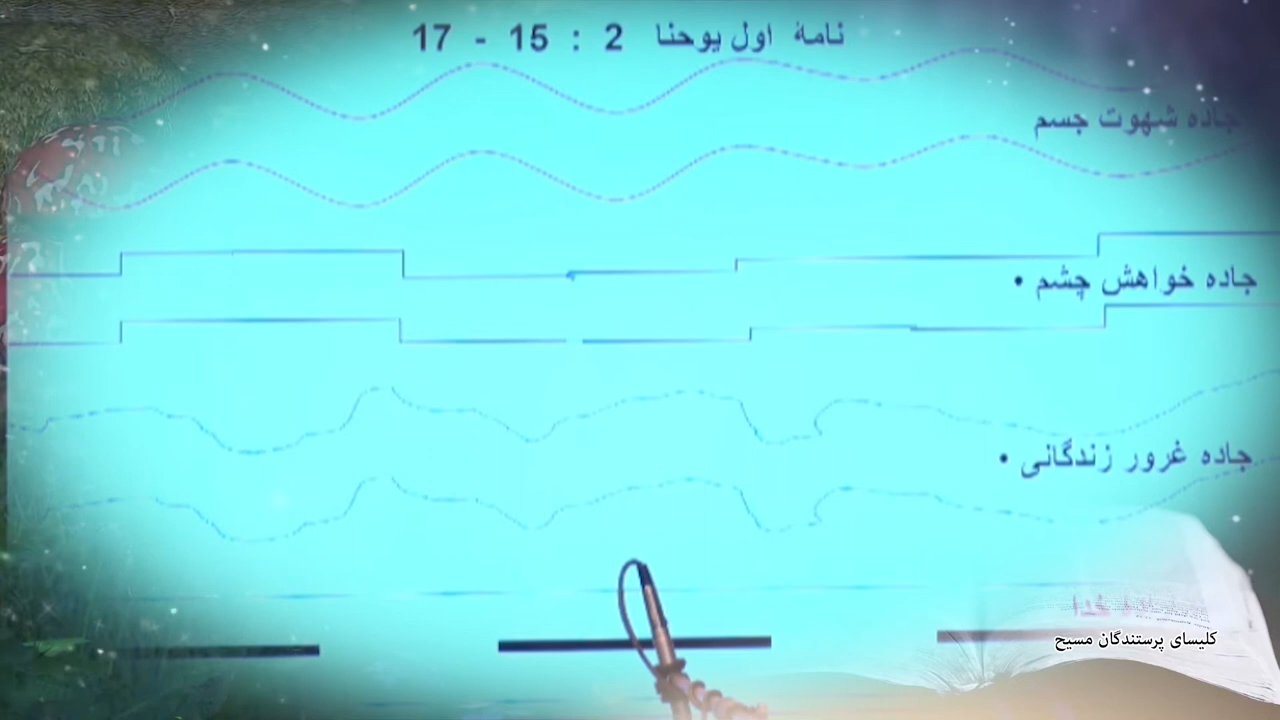 نامهٔ اول یوحنا 2 : 15 - 17
جاده شهوت جسم
جاده خواهش چشم •
جاده غرور زندگانی •
کلیسای پرستندگان مسیح